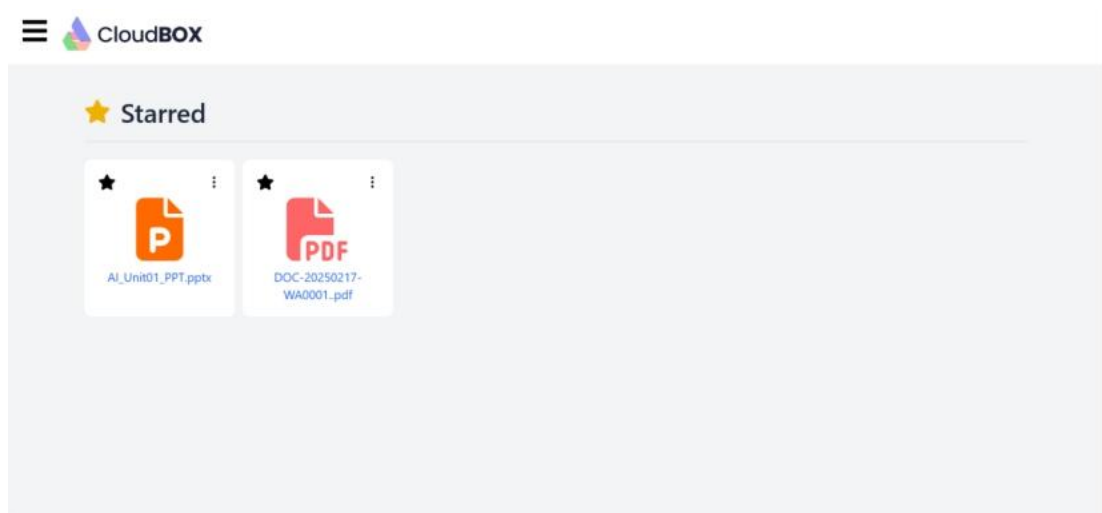 CloudBOX
Starred
P
PDF
AI_Unit01_PPT.pptx
DOC-20250217-
WA0001..pdf